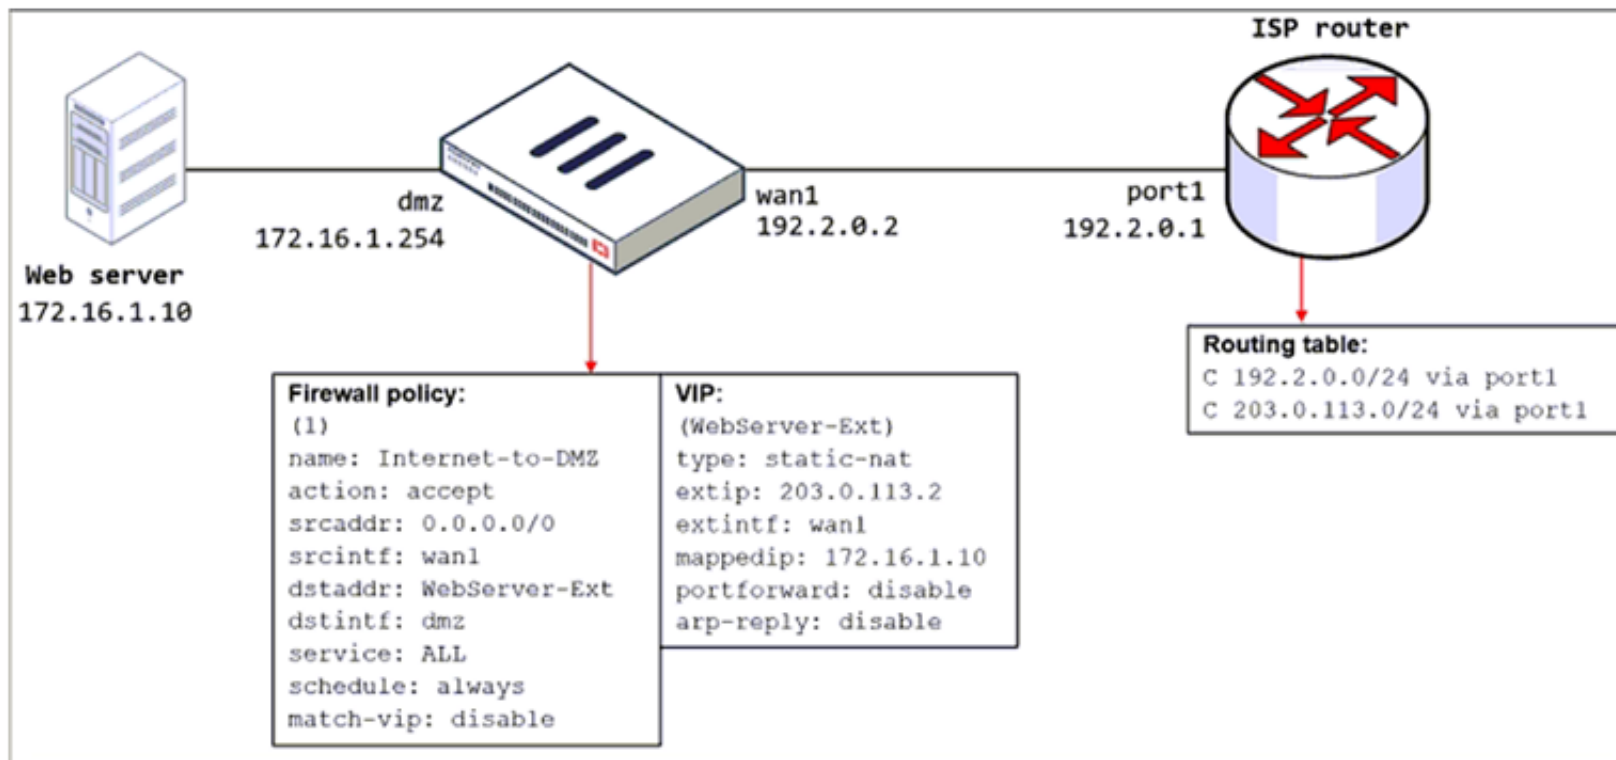 ISP router
dmz
172.16.1.254
wan1
192.2.0.2
port1
192.2.0.1
Web server
172.16.1.10
Routing table:
C 192.2.0.0/24 via port1
C 203.0.113.0/24 via port1
Firewall policy:
(1)
name: Internet-to-DMZ
action: accept
srcaddr: 0.0.0.0/0
srcintf: wan1
dstaddr: WebServer-Ext
dstintf: dmz
service: ALL
schedule: always
match-vip: disable
VIP:
(WebServer-Ext)
type: static-nat
extip: 203.0.113.2
extintf: wan1
mappedip: 172.16.1.10
portforward: disable
arp-reply: disable